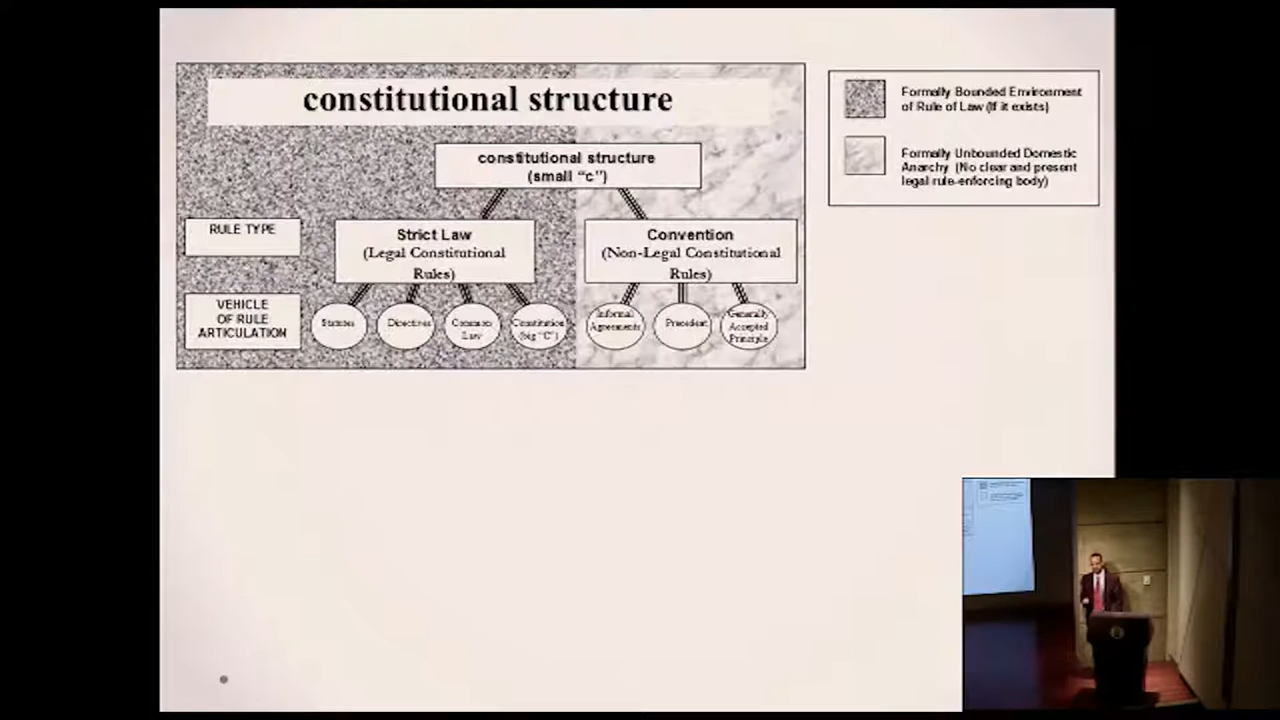 constitutional structure
constitutional structure
(small “c”)
RULE TYPE
Strict Law
(Legal Constitutional
Rules)
Convention
(Non-Legal Constitutional
Rules)
VEHICLE
OF RULE
ARTICULATION
Statutes
Directives
Common
Law
Constitution
(big “C”)
Informal
Agreements
Precedent
Generally
Accepted
Principle
Formally Bounded Environment
of Rule of Law (If it exists)
Formally Unbounded Domestic
Anarchy (No clear and present
legal rule-enforcing body)